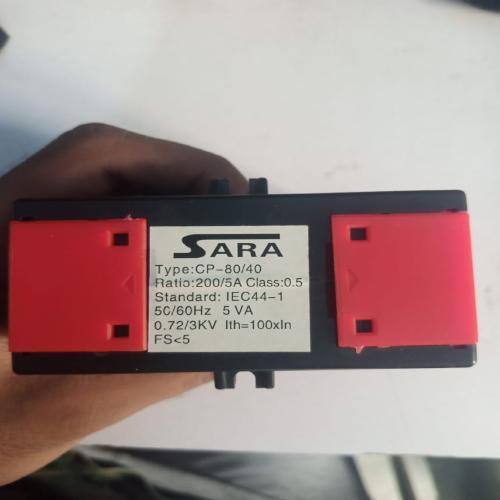 SARA
Type:CP-80/40
Ratio:200/5A Class:0.5
Standard: IEC44-1
50/60Hz 5 VA
0.72/3KV Ith=100xIn
FS<5